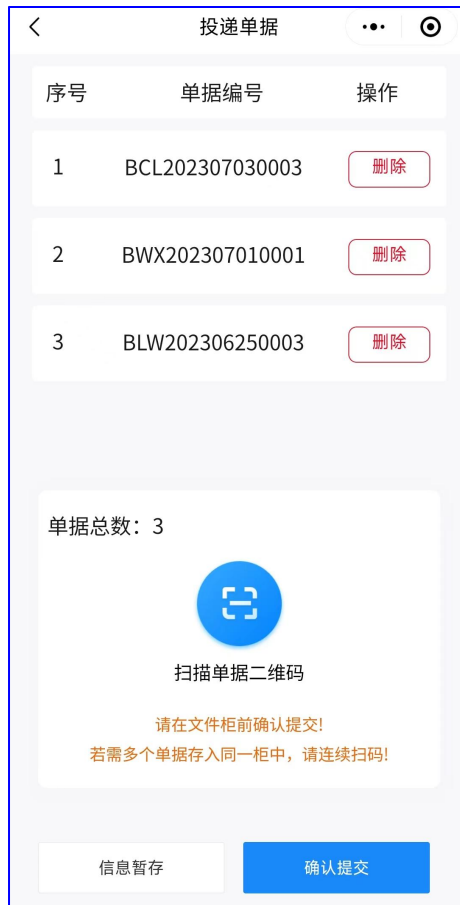 投递单据
序号 单据编号 操作
1 BCL202307030003 删除
2 BWX202307010001 删除
3 BLW202306250003 删除
单据总数：3
扫描单据二维码
请在文件柜前确认提交!
若需多个单据存入同一柜中，请连续扫码!
信息暂存 确认提交